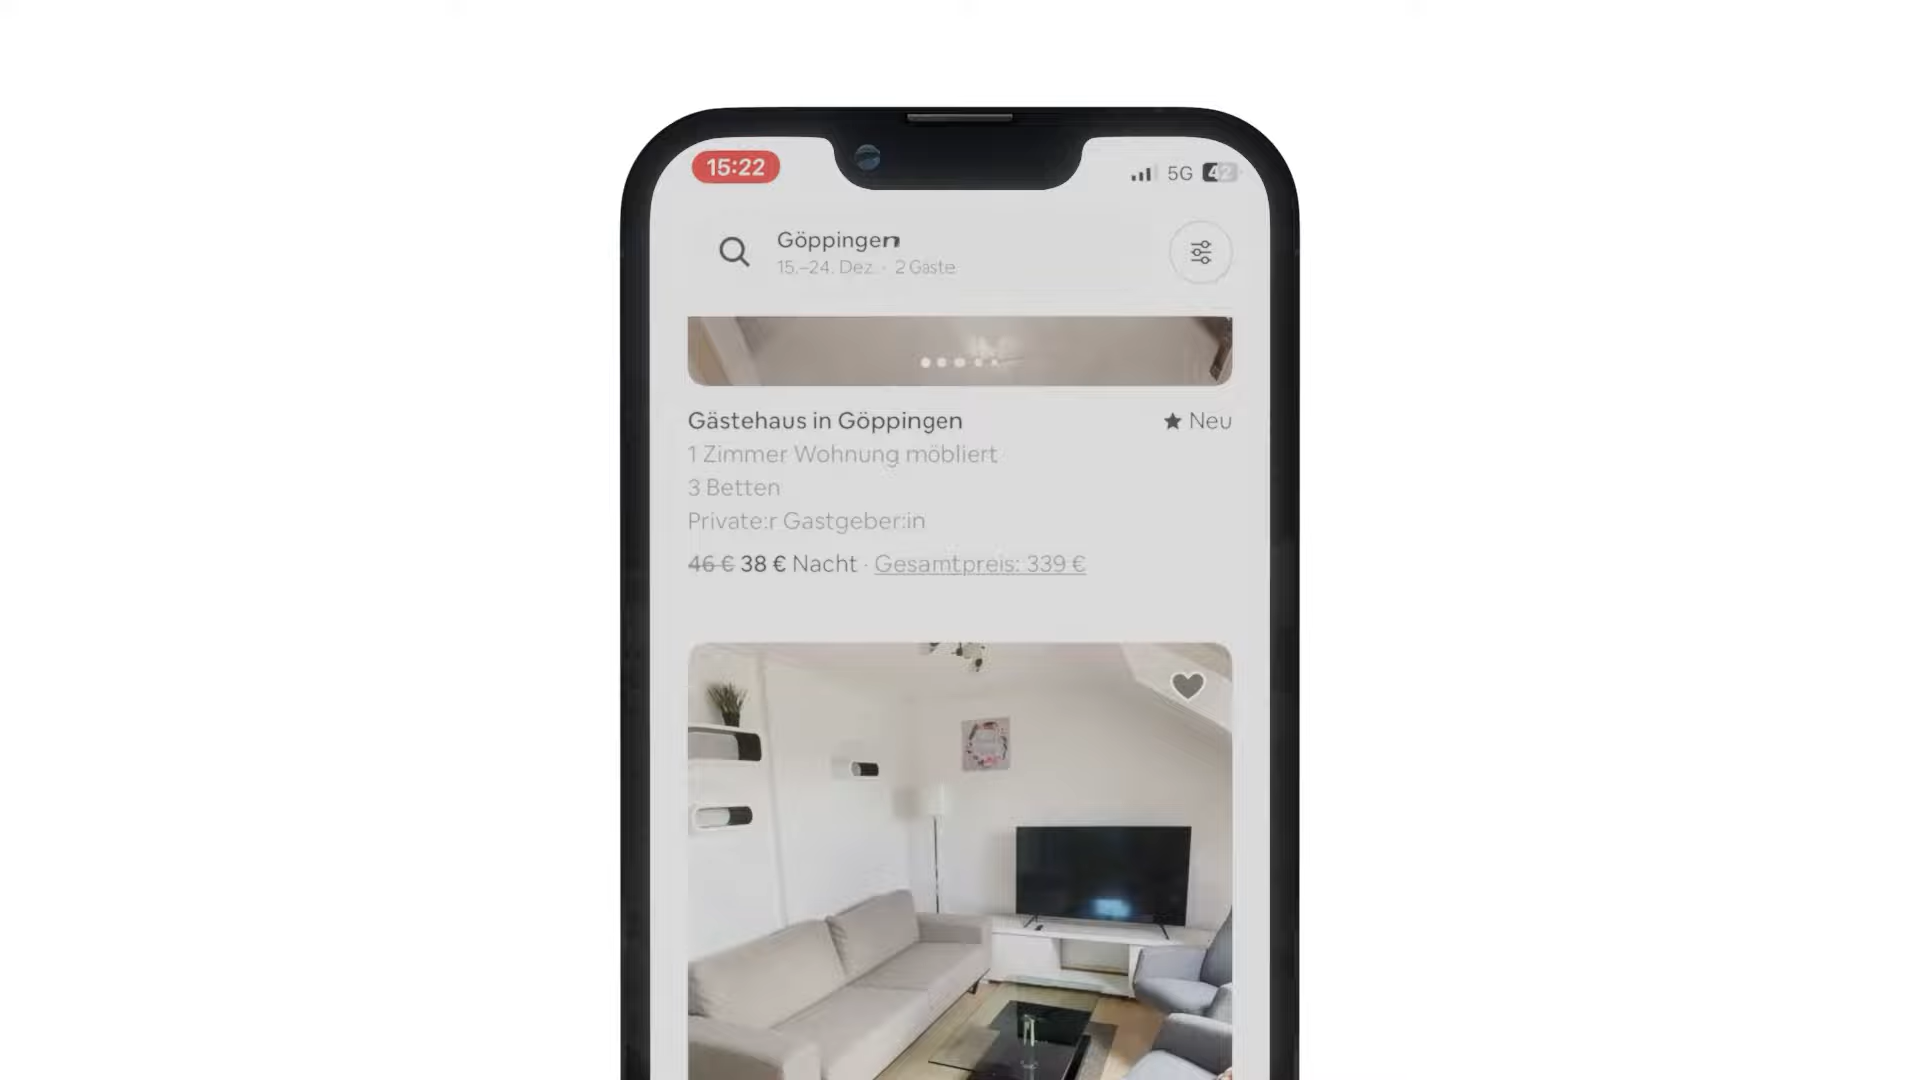 15:22
5G 42
Göppingen
15.–24. Dez. · 2 Gäste
Gästehaus in Göppingen
★ Neu
1 Zimmer Wohnung möbliert
3 Betten
Private:r Gastgeber:in
46 € 38 € Nacht · Gesamtpreis: 339 €